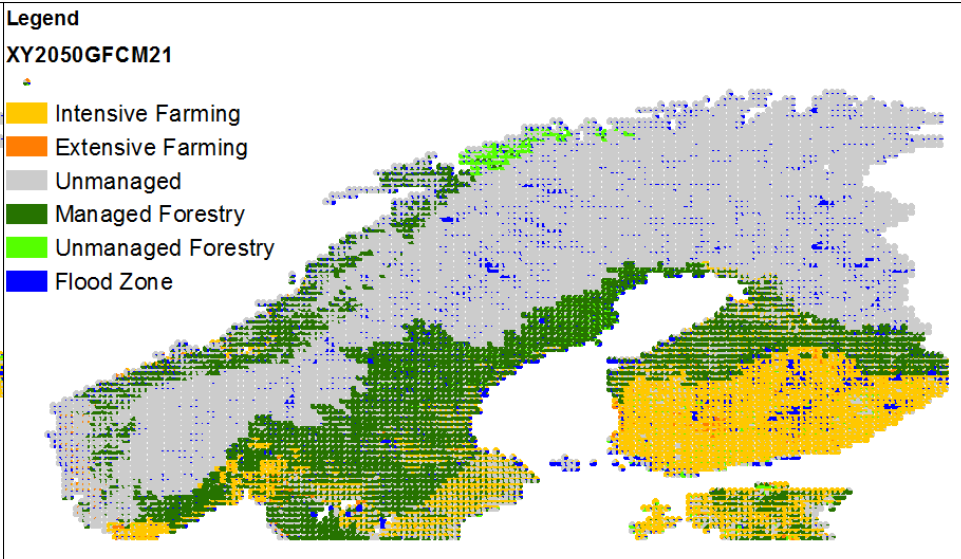 Legend
XY2050GFCM21
Intensive Farming
Extensive Farming
Unmanaged
Managed Forestry
Unmanaged Forestry
Flood Zone